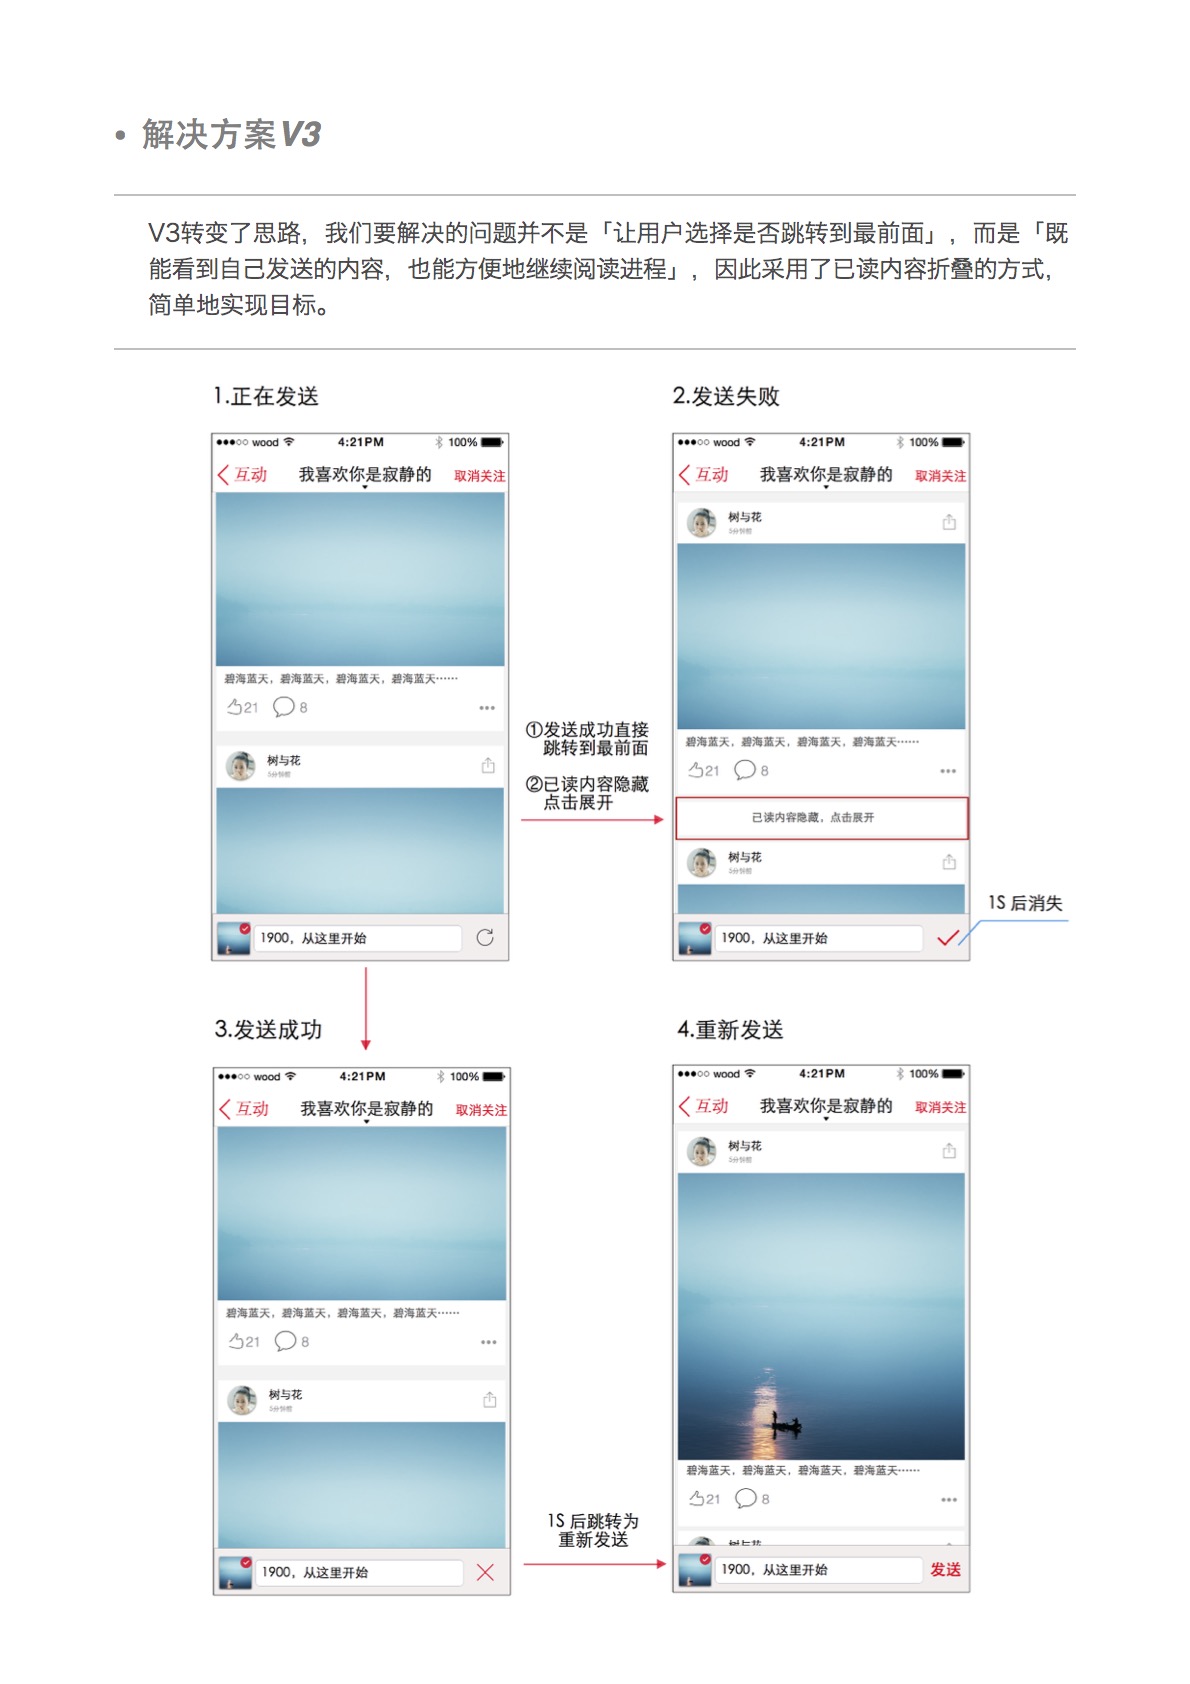 • 解决方案V3
V3转变了思路，我们要解决的问题并不是「让用户选择是否跳转到最前面」，而是「既
能看到自己发送的内容，也能方便地继续阅读进程」，因此采用了已读内容折叠的方式，
简单地实现目标。
1.正在发送
wood 4:21PM 100%
互动 我喜欢你是寂静的 取消关注
碧海蓝天，碧海蓝天，碧海蓝天，碧海蓝天……
21 8
树与花
5分钟前
1900，从这里开始
①发送成功直接
跳转到最前面
②已读内容隐藏
点击展开
2.发送失败
wood 4:21PM 100%
互动 我喜欢你是寂静的 取消关注
树与花
5分钟前
碧海蓝天，碧海蓝天，碧海蓝天，碧海蓝天……
21 8
已读内容隐藏，点击展开
树与花
5分钟前
1900，从这里开始
1S 后消失
3.发送成功
wood 4:21PM 100%
互动 我喜欢你是寂静的 取消关注
碧海蓝天，碧海蓝天，碧海蓝天，碧海蓝天……
21 8
树与花
5分钟前
1900，从这里开始
1S 后跳转为
重新发送
4.重新发送
wood 4:21PM 100%
互动 我喜欢你是寂静的 取消关注
树与花
5分钟前
碧海蓝天，碧海蓝天，碧海蓝天，碧海蓝天……
21 8
树与花
1900，从这里开始 发送